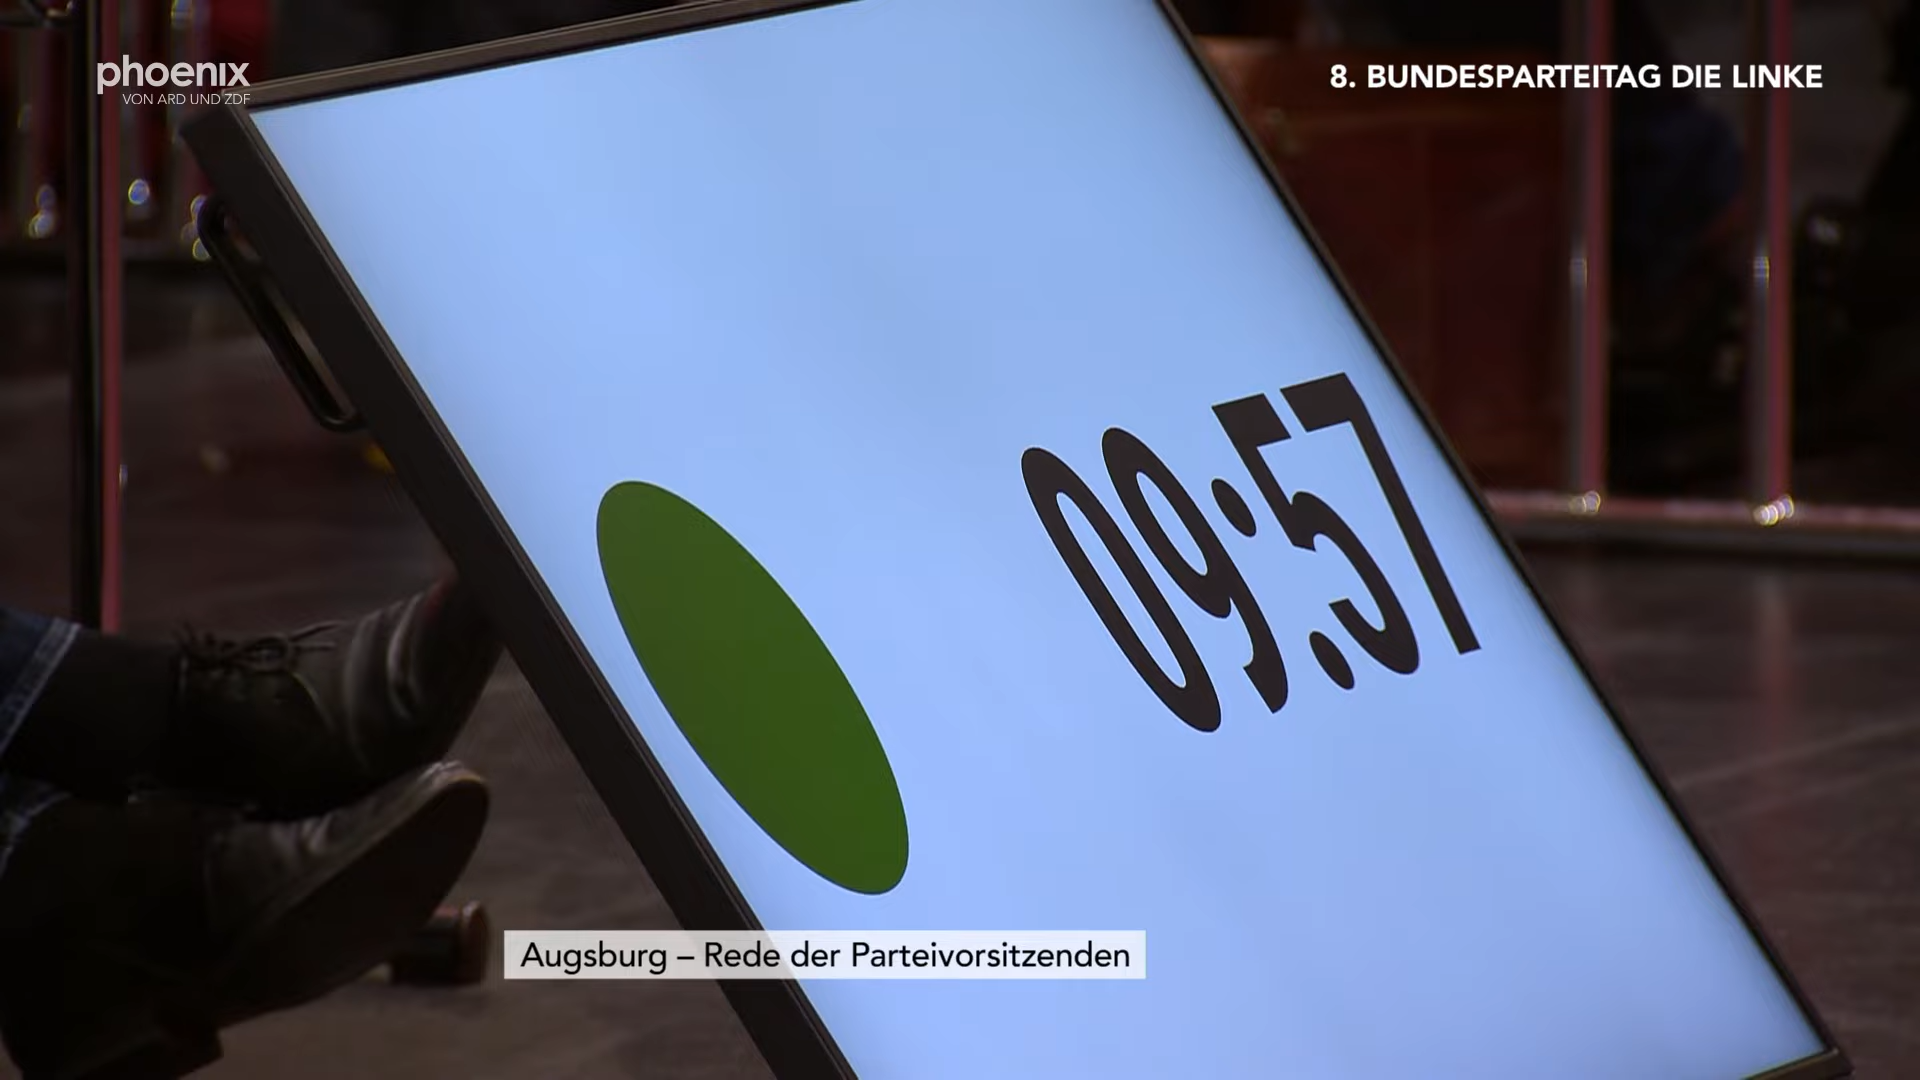 phoenix
VON ARD UND ZDF
8. BUNDESPARTEITAG DIE LINKE
09:57
Augsburg – Rede der Parteivorsitzenden